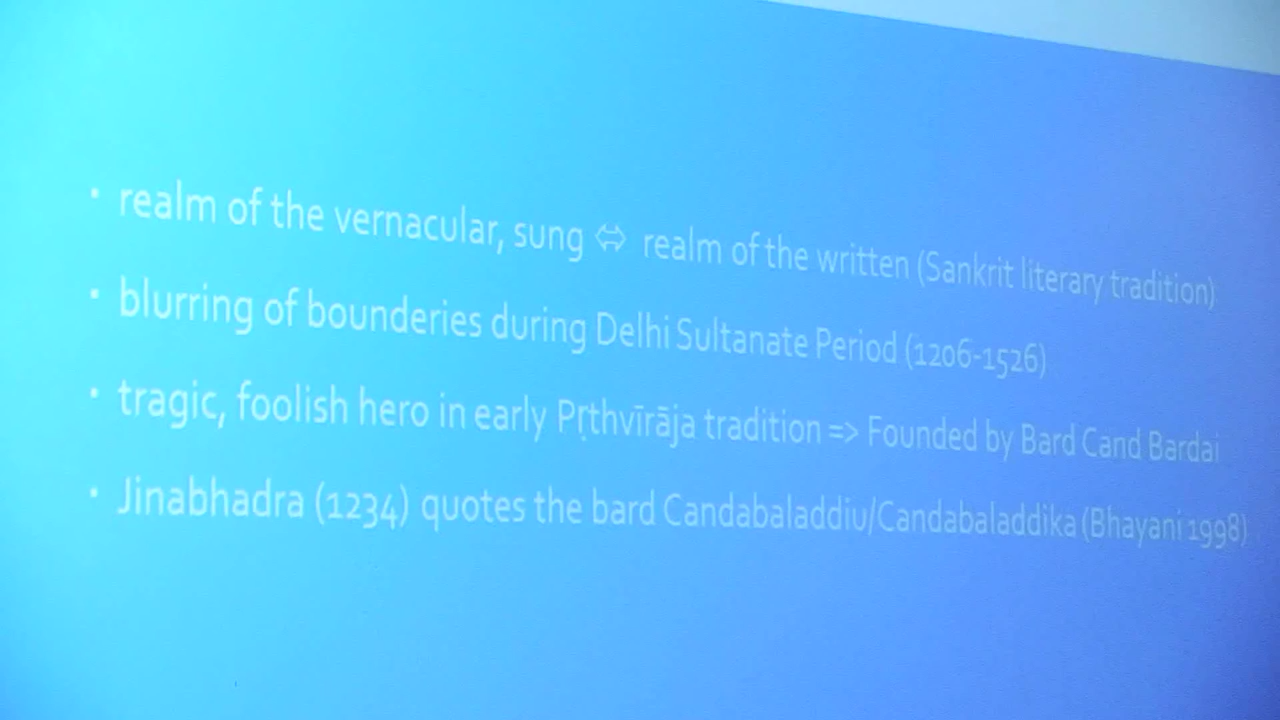 • realm of the vernacular, sung ⇔ realm of the written (Sankrit literary tradition)
• blurring of bounderies during Delhi Sultanate Period (1206-1526)
• tragic, foolish hero in early Pṛthvīrāja tradition => Founded by Bard Cand Bardai
• Jinabhadra (1234) quotes the bard Candabaladdiu/Candabaladdika (Bhayani 1998)